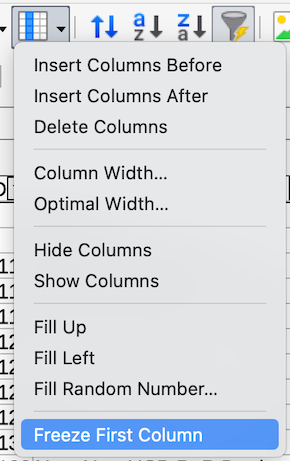 a
z
z
a
Insert Columns Before
Insert Columns After
Delete Columns
Column Width...
Optimal Width...
Hide Columns
Show Columns
Fill Up
Fill Left
Fill Random Number...
Freeze First Column